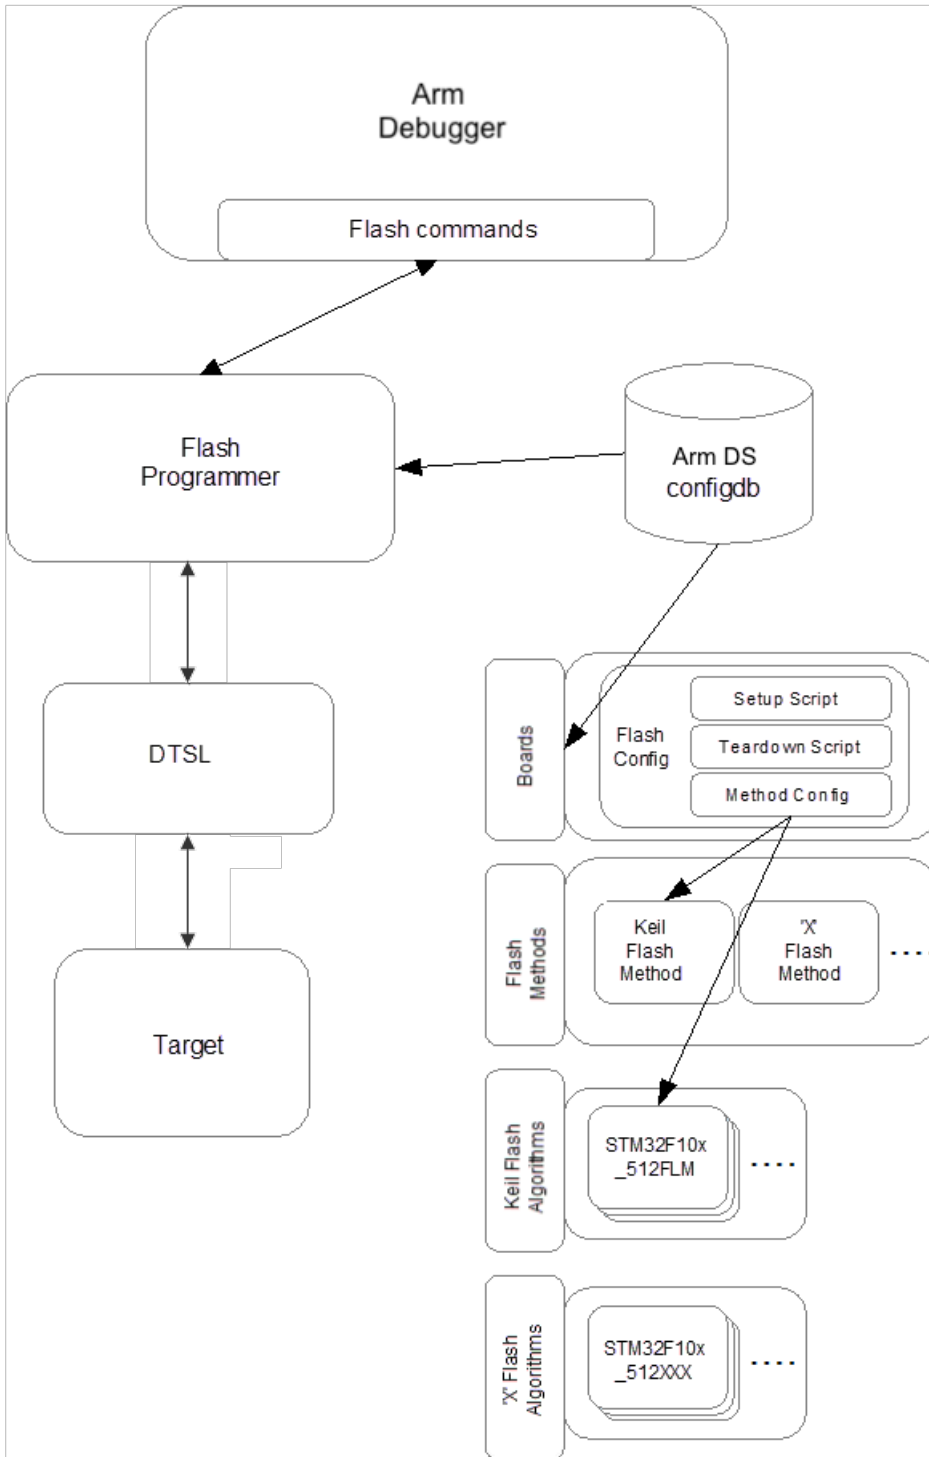 Arm
Debugger
Flash commands
Flash
Programmer
Arm DS
configdb
DTSL
Target
Boards
Flash
Config
Setup Script
Teardown Script
Method Config
Flash
Methods
Keil
Flash
Method
'X'
Flash
Method
....
Keil Flash
Algorithms
STM32F10x
_512FLM
....
'X' Flash
Algorithms
STM32F10x
_512XXX
....